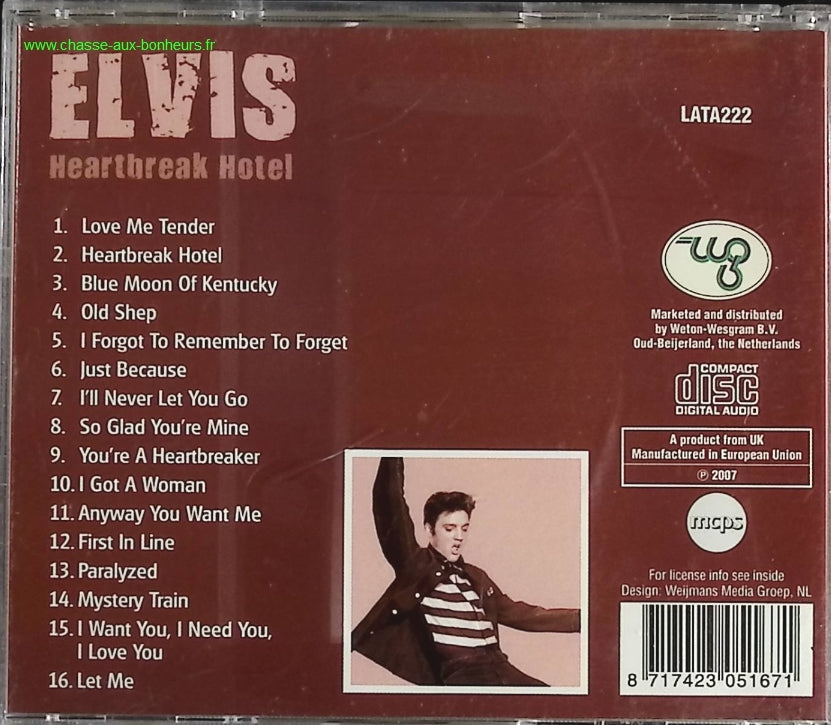 www.chasse-aux-bonheurs.fr
ELVIS
Heartbreak Hotel
1. Love Me Tender
2. Heartbreak Hotel
3. Blue Moon Of Kentucky
4. Old Shep
5. I Forgot To Remember To Forget
6. Just Because
7. I'll Never Let You Go
8. So Glad You're Mine
9. You're A Heartbreaker
10. I Got A Woman
11. Anyway You Want Me
12. First In Line
13. Paralyzed
14. Mystery Train
15. I Want You, I Need You,
I Love You
16. Let Me
LATA222
Marketed and distributed
by Weton-Wesgram B.V.
Oud-Beijerland, the Netherlands
COMPACT
disc
DIGITAL AUDIO
A product from UK
Manufactured in European Union
℗ 2007
mcps
For license info see inside
Design: Weijmans Media Groep, NL
8 717423 051671